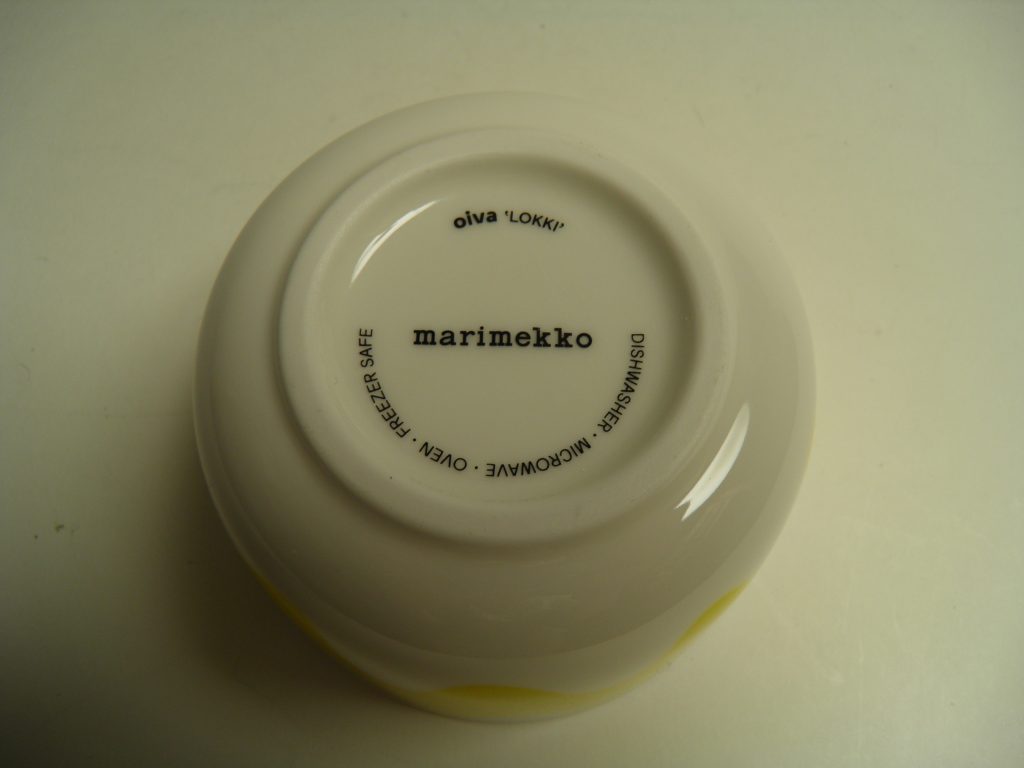 oiva 'LOKKI'
marimekko
DISHWASHER · MICROWAVE · OVEN · FREEZER SAFE